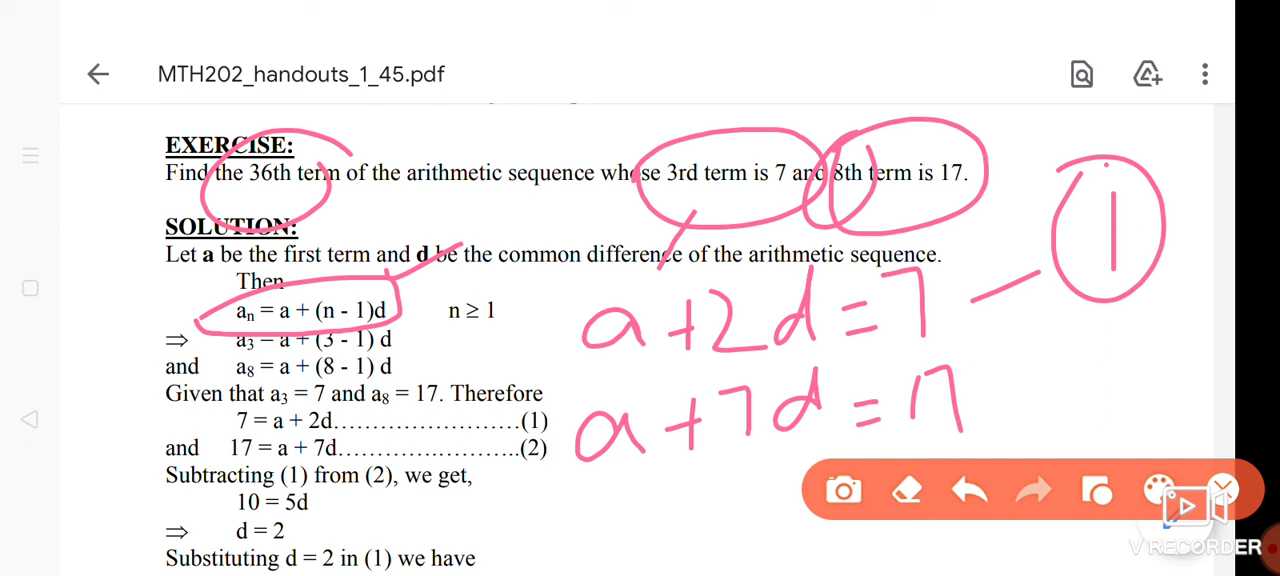 MTH202_handouts_1_45.pdf
EXERCISE:
Find the 36th term of the arithmetic sequence whose 3rd term is 7 and 8th term is 17.
SOLUTION:
Let a be the first term and d be the common difference of the arithmetic sequence.
Then
aₙ = a + (n - 1)d n ≥ 1
⇒ a₃ = a + (3 - 1) d
and a₈ = a + (8 - 1) d
Given that a₃ = 7 and a₈ = 17. Therefore
7 = a + 2d............................(1)
and 17 = a + 7d............................(2)
Subtracting (1) from (2), we get,
10 = 5d
⇒ d = 2
Substituting d = 2 in (1) we have
a + 2d = 7 — 1
a + 7d = 17
V RECORDER